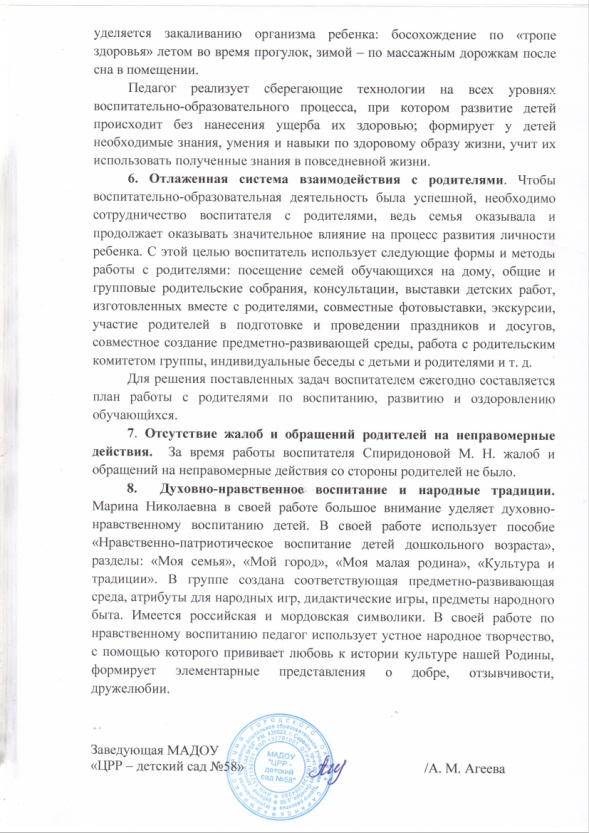 уделяется закаливанию организма ребенка: босохождение по «тропе
здоровья» летом во время прогулок, зимой – по массажным дорожкам после
сна в помещении.
Педагог реализует сберегающие технологии на всех уровнях
воспитательно-образовательного процесса, при котором развитие детей
происходит без нанесения ущерба их здоровью; формирует у детей
необходимые знания, умения и навыки по здоровому образу жизни, учит их
использовать полученные знания в повседневной жизни.
6. Отлаженная система взаимодействия с родителями. Чтобы
воспитательно-образовательная деятельность была успешной, необходимо
сотрудничество воспитателя с родителями, ведь семья оказывала и
продолжает оказывать значительное влияние на процесс развития личности
ребенка. С этой целью воспитатель использует следующие формы и методы
работы с родителями: посещение семей обучающихся на дому, общие и
групповые родительские собрания, консультации, выставки детских работ,
изготовленных вместе с родителями, совместные фотовыставки, экскурсии,
участие родителей в подготовке и проведении праздников и досугов,
совместное создание предметно-развивающей среды, работа с родительским
комитетом группы, индивидуальные беседы с детьми и родителями и т. д.
Для решения поставленных задач воспитателем ежегодно составляется
план работы с родителями по воспитанию, развитию и оздоровлению
обучающихся.
7. Отсутствие жалоб и обращений родителей на неправомерные
действия. За время работы воспитателя Спиридоновой М. Н. жалоб и
обращений на неправомерные действия со стороны родителей не было.
8. Духовно-нравственное воспитание и народные традиции.
Марина Николаевна в своей работе большое внимание уделяет духовно-
нравственному воспитанию детей. В своей работе использует пособие
«Нравственно-патриотическое воспитание детей дошкольного возраста»,
разделы: «Моя семья», «Мой город», «Моя малая родина», «Культура и
традиции». В группе создана соответствующая предметно-развивающая
среда, атрибуты для народных игр, дидактические игры, предметы народного
быта. Имеется российская и мордовская символики. В своей работе по
нравственному воспитанию педагог использует устное народное творчество,
с помощью которого прививает любовь к истории культуре нашей Родины,
формирует элементарные представления о добре, отзывчивости,
дружелюбии.
Заведующая МАДОУ
«ЦРР – детский сад №58» /А. М. Агеева
МАДОУ
"ЦРР -
детский
сад №58"